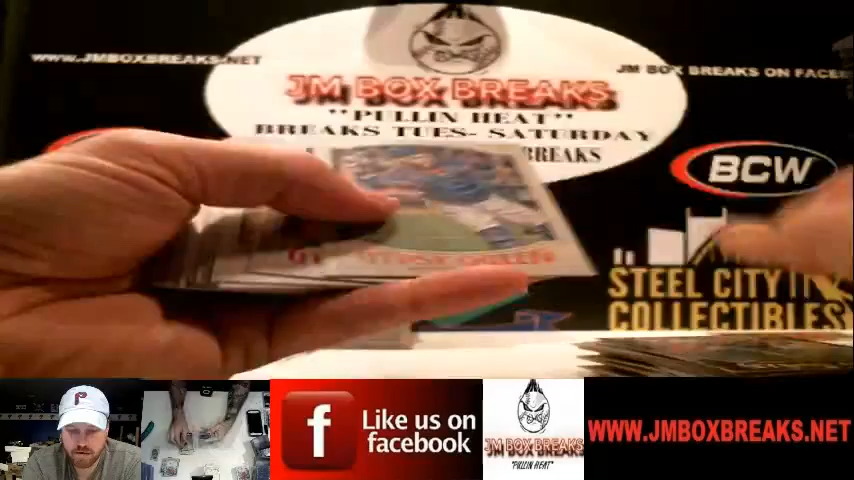 WWW.JMBOXBREAKS.NET
JM BOX BREAKS ON FACE
JM BOX BREAKS
"PULLIN HEAT"
BREAKS TUES- SATURDAY
BREAKS
BCW
STEEL CITY
COLLECTIBLES
P
f
Like us on
facebook
JM BOX BREAKS
"PULLIN HEAT"
WWW.JMBOXBREAKS.NET